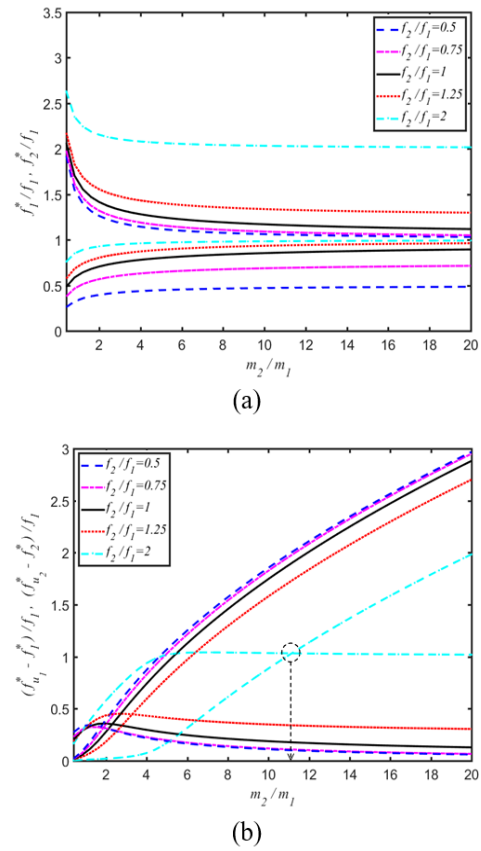 3.5
3
2.5
2
1.5
1
0.5
0
f₁*/f₁, f₂*/f₁
f₂/f₁=0.5
f₂/f₁=0.75
f₂/f₁=1
f₂/f₁=1.25
f₂/f₁=2
2 4 6 8 10 12 14 16 18 20
m₂/m₁
(a)
3
2.5
2
1.5
1
0.5
0
(f*ᵤ₁ - f₁*)/f₁, (f*ᵤ₂ - f₂*)/f₁
f₂/f₁=0.5
f₂/f₁=0.75
f₂/f₁=1
f₂/f₁=1.25
f₂/f₁=2
2 4 6 8 10 12 14 16 18 20
m₂/m₁
(b)